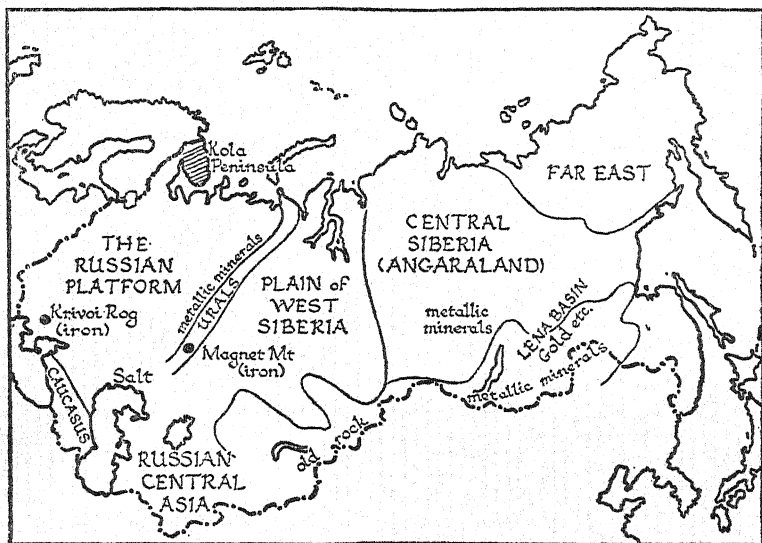 Kola
Peninsula
FAR EAST
THE
RUSSIAN
PLATFORM
metallic minerals
URALS
PLAIN of
WEST
SIBERIA
CENTRAL
SIBERIA
(ANGARALAND)
metallic
minerals
LENA BASIN
Gold etc.
metallic minerals
Krivoi-Rog
(iron)
Magnet Mt
(iron)
CAUCASUS
Salt
old rock
RUSSIAN
CENTRAL
ASIA